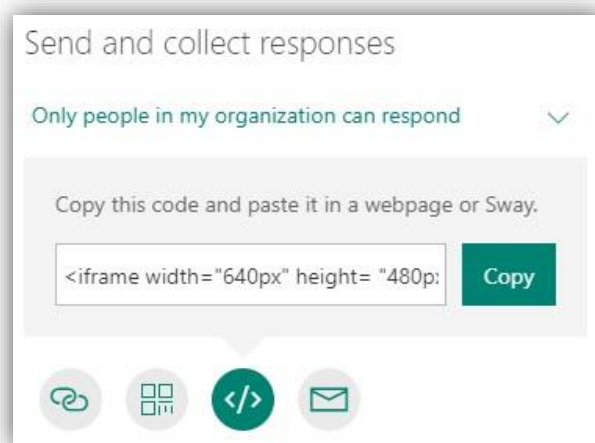 Send and collect responses
Only people in my organization can respond
Copy this code and paste it in a webpage or Sway.
<iframe width="640px" height= "480px
Copy
</>